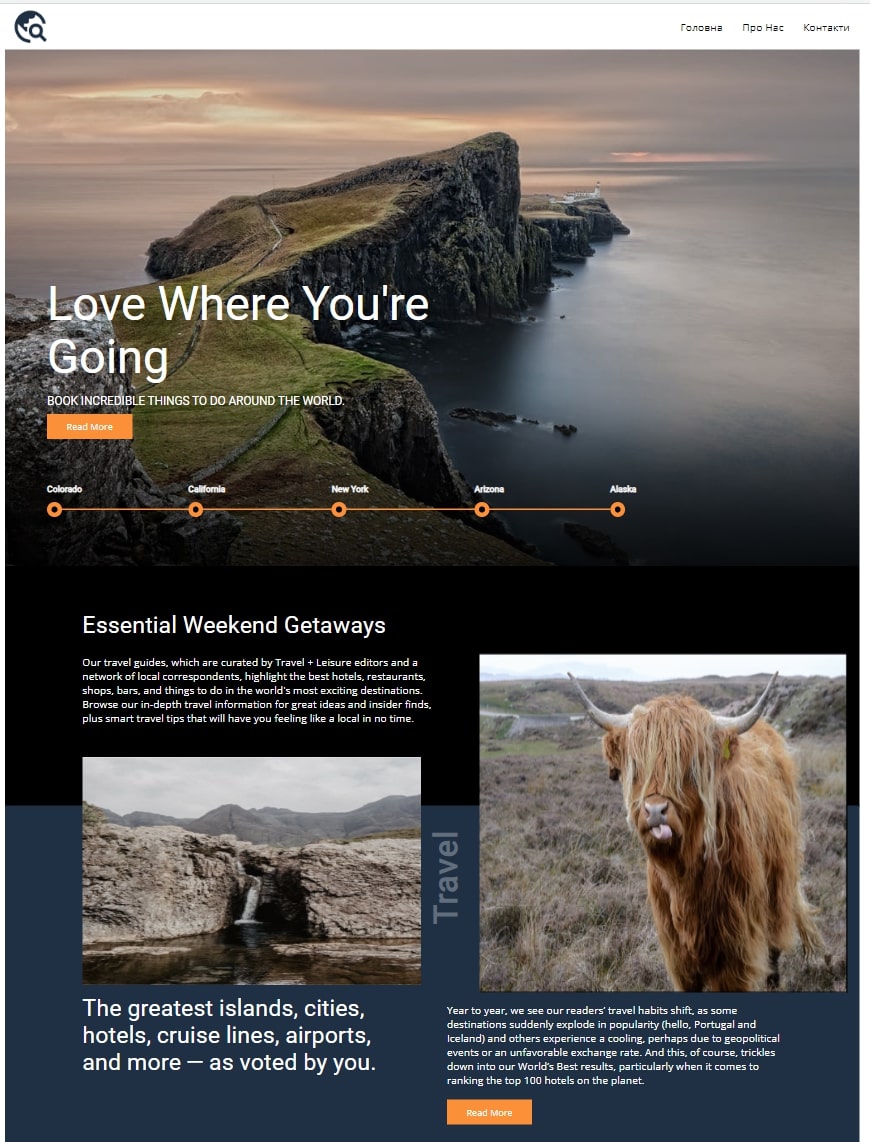 Головна Про Нас Контакти
Love Where You're
Going
BOOK INCREDIBLE THINGS TO DO AROUND THE WORLD.
Read More
Colorado California New York Arizona Alaska
Essential Weekend Getaways
Our travel guides, which are curated by Travel + Leisure editors and a
network of local correspondents, highlight the best hotels, restaurants,
shops, bars, and things to do in the world's most exciting destinations.
Browse our in-depth travel information for great ideas and insider finds,
plus smart travel tips that will have you feeling like a local in no time.
Travel
The greatest islands, cities,
hotels, cruise lines, airports,
and more — as voted by you.
Year to year, we see our readers’ travel habits shift, as some
destinations suddenly explode in popularity (hello, Portugal and
Iceland) and others experience a cooling, perhaps due to geopolitical
events or an unfavorable exchange rate. And this, of course, trickles
down into our World’s Best results, particularly when it comes to
ranking the top 100 hotels on the planet.
Read More